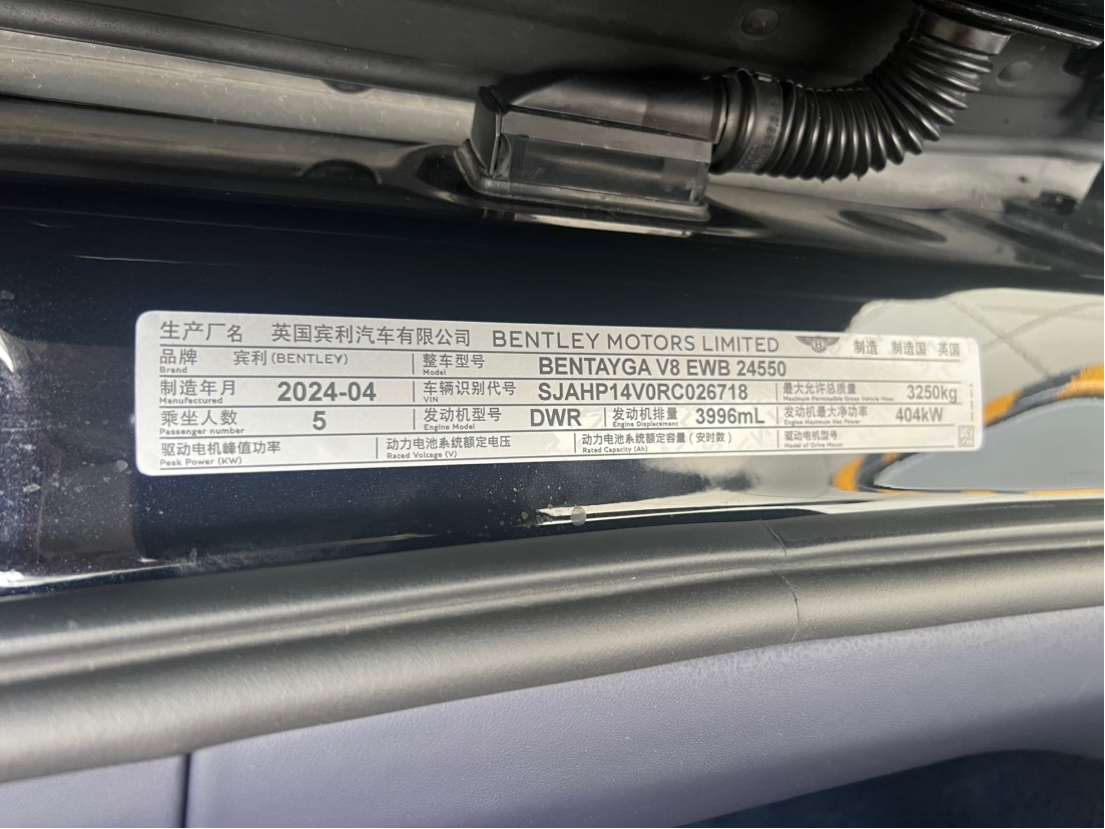 生产厂名 英国宾利汽车有限公司 BENTLEY MOTORS LIMITED B 制造 制造国 英国
品牌 Brand 宾利(BENTLEY) 整车型号 Model BENTAYGA V8 EWB 24550
制造年月 Manufactured 2024-04 车辆识别代号 VIN SJAHP14V0RC026718 最大允许总质量 Maximum Permissible Gross Vehicle Mass 3250kg
乘坐人数 Passenger number 5 发动机型号 Engine Model DWR 发动机排量 Engine Displacement 3996mL 发动机最大净功率 Engine Maximum Net Power 404kW
驱动电机峰值功率 Peak Power (KW) 动力电池系统额定电压 Rated Voltage (V) 动力电池系统额定容量(安时数) Rated Capacity (Ah) 驱动电机型号 Model of Drive Motor